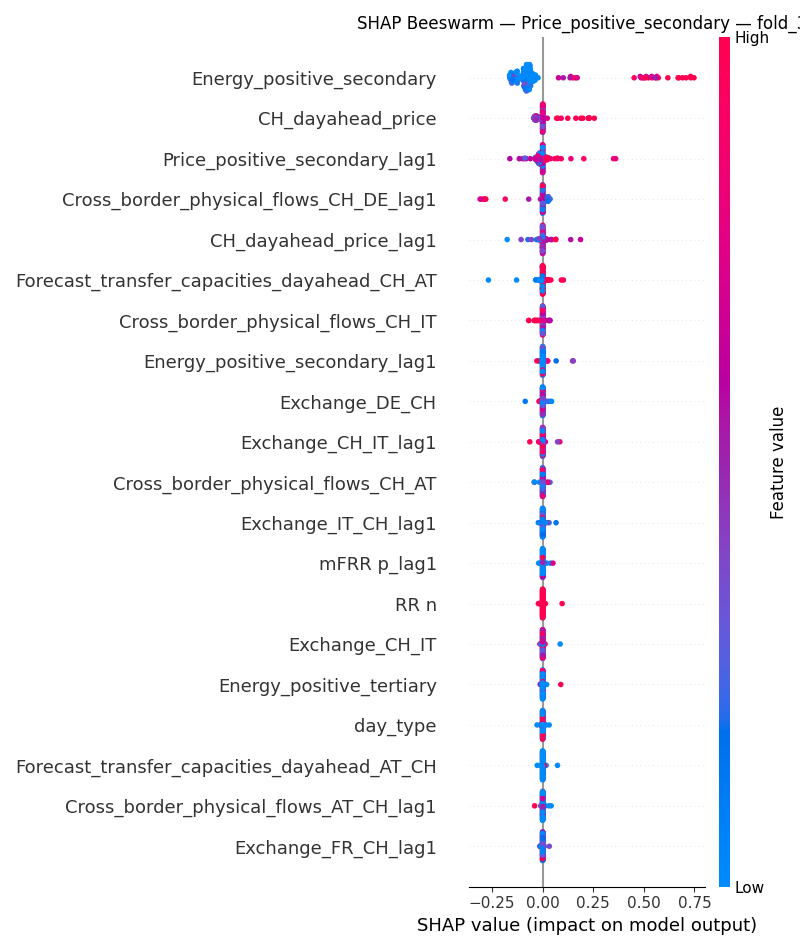 SHAP Beeswarm — Price_positive_secondary — fold_3
High
Energy_positive_secondary
CH_dayahead_price
Price_positive_secondary_lag1
Cross_border_physical_flows_CH_DE_lag1
CH_dayahead_price_lag1
Forecast_transfer_capacities_dayahead_CH_AT
Cross_border_physical_flows_CH_IT
Energy_positive_secondary_lag1
Exchange_DE_CH
Exchange_CH_IT_lag1
Cross_border_physical_flows_CH_AT
Exchange_IT_CH_lag1
mFRR p_lag1
RR n
Exchange_CH_IT
Energy_positive_tertiary
day_type
Forecast_transfer_capacities_dayahead_AT_CH
Cross_border_physical_flows_AT_CH_lag1
Exchange_FR_CH_lag1
Feature value
Low
−0.25 0.00 0.25 0.50 0.75
SHAP value (impact on model output)